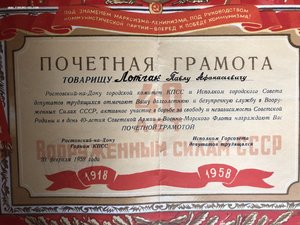 ПОД ЗНАМЕНЕМ МАРКСИЗМА-ЛЕНИНИЗМА, ПОД РУКОВОДСТВОМ
КОММУНИСТИЧЕСКОЙ ПАРТИИ—ВПЕРЕД К ПОБЕДЕ КОММУНИЗМА!
ПОЧЕТНАЯ ГРАМОТА
ТОВАРИЩУ Павлу Афанасьевичу
Ростовский-на-Дону городской комитет КПСС и Исполком городского Совета
депутатов трудящихся отмечает Вашу долголетнюю и безупречную службу в Воору-
женных Силах СССР, активное участие в борьбе за свободу и независимость Советской
Родины и в день 40-летия Советской Армии и Военно-Морского Флота награждают Вас
ПОЧЕТНОЙ ГРАМОТОЙ
40
Ростовский-на-Дону
Горком КПСС
Исполком Горсовета
депутатов трудящихся
ВООРУЖЕННЫМ СИЛАМ СССР
февраля 1958 года
1918
1958